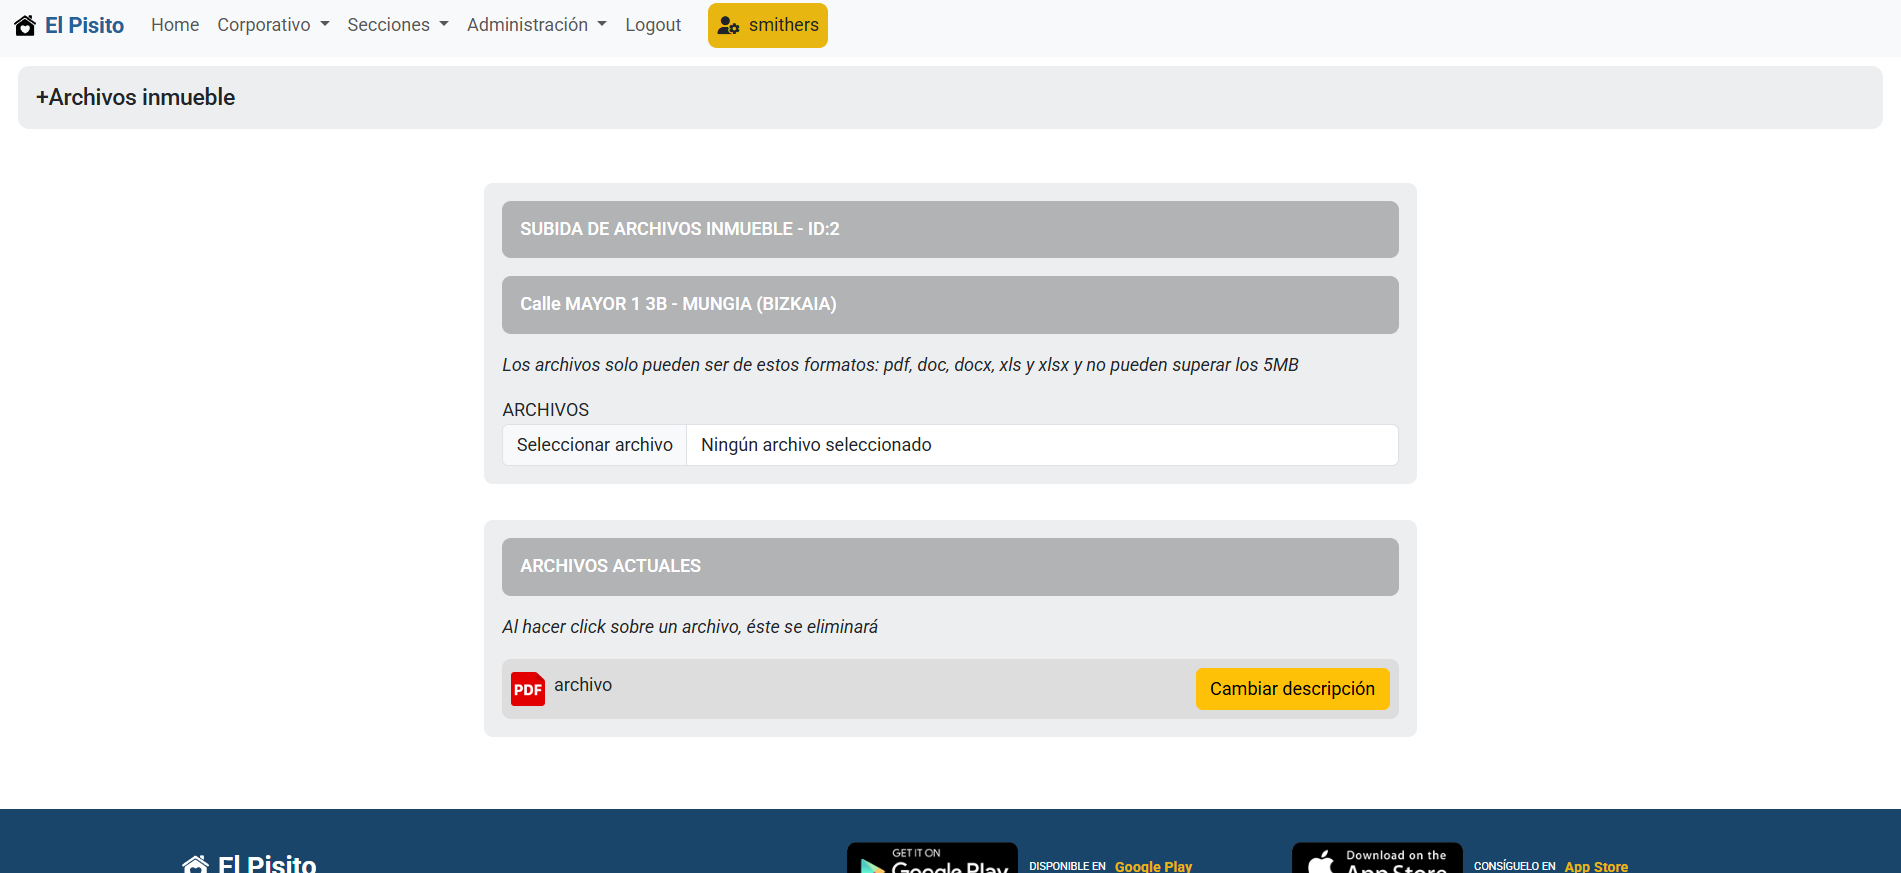 El Pisito Home Corporativo Secciones Administración Logout smithers
+Archivos inmueble
SUBIDA DE ARCHIVOS INMUEBLE - ID:2
Calle MAYOR 1 3B - MUNGIA (BIZKAIA)
Los archivos solo pueden ser de estos formatos: pdf, doc, docx, xls y xlsx y no pueden superar los 5MB
ARCHIVOS
Seleccionar archivo Ningún archivo seleccionado
ARCHIVOS ACTUALES
Al hacer click sobre un archivo, éste se eliminará
PDF archivo Cambiar descripción
El Pisito
GET IT ON
Google Play
DISPONIBLE EN Google Play
Download on the
App Store
CONSÍGUELO EN App Store